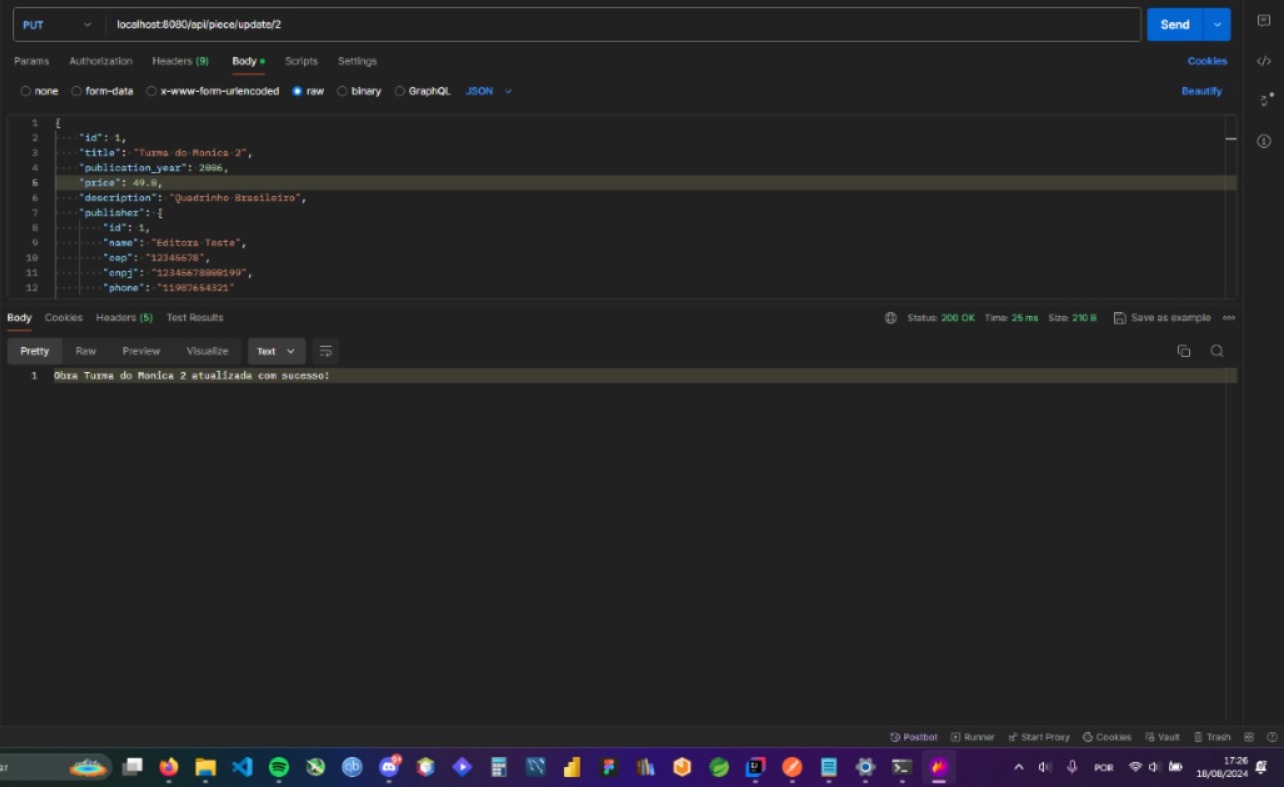 PUT localhost:8080/api/piece/update/2 Send
Params Authorization Headers (9) Body Scripts Settings Cookies
none form-data x-www-form-urlencoded raw binary GraphQL JSON Beautify
1 {
2 "id": 1,
3 "title": "Turma do Monica 2",
4 "publication_year": 2006,
5 "price": 49.0,
6 "description": "Quadrinho Brasileiro",
7 "publisher": {
8 "id": 1,
9 "name": "Editora Teste",
10 "cep": "12345678",
11 "cnpj": "12345678000199",
12 "phone": "11987654321"
Body Cookies Headers (5) Test Results Status: 200 OK Time: 25 ms Size: 210 B Save as example
Pretty Raw Preview Visualize Text
1 Obra Turma do Monica 2 atualizada com sucesso!
Postbot Runner Start Proxy Cookies Vault Trash
ar POR 17:26
18/08/2024